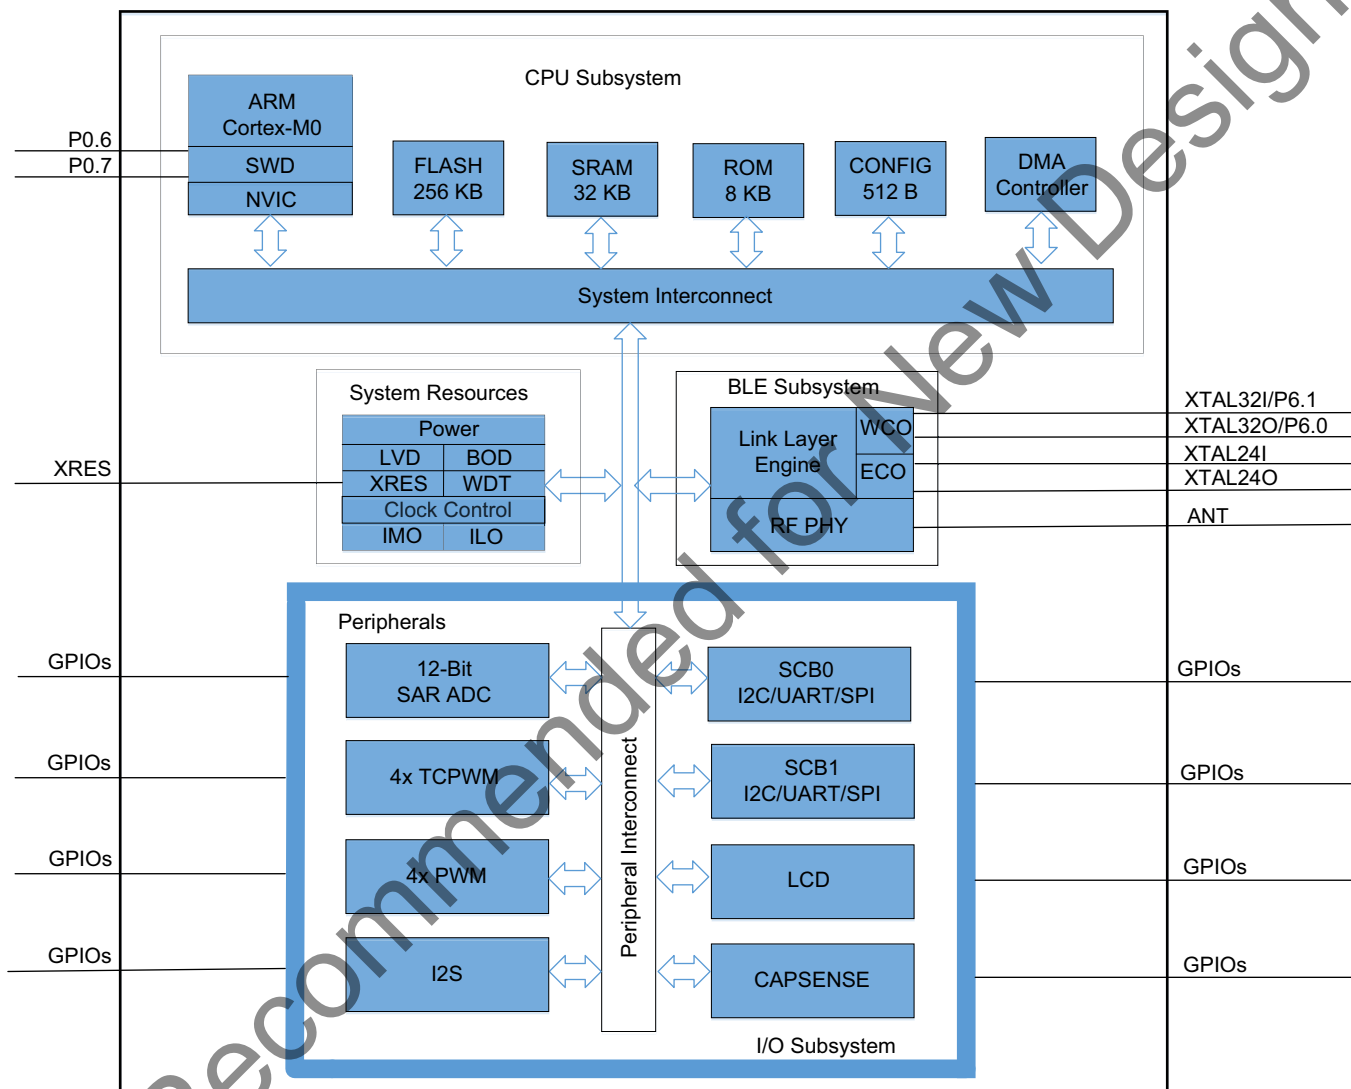 CPU Subsystem
ARM
Cortex-M0
SWD
NVIC
FLASH
256 KB
SRAM
32 KB
ROM
8 KB
CONFIG
512 B
DMA
Controller
P0.6
P0.7
System Interconnect
System Resources
Power
LVD
BOD
XRES
WDT
Clock Control
IMO
ILO
XRES
BLE Subsystem
Link Layer
Engine
WCO
ECO
RF PHY
XTAL32I/P6.1
XTAL32O/P6.0
XTAL24I
XTAL24O
ANT
Peripherals
12-Bit
SAR ADC
4x TCPWM
4x PWM
I2S
Peripheral Interconnect
SCB0
I2C/UART/SPI
SCB1
I2C/UART/SPI
LCD
CAPSENSE
I/O Subsystem
GPIOs
GPIOs
GPIOs
GPIOs
GPIOs
GPIOs
GPIOs
GPIOs
Recommended for New Design